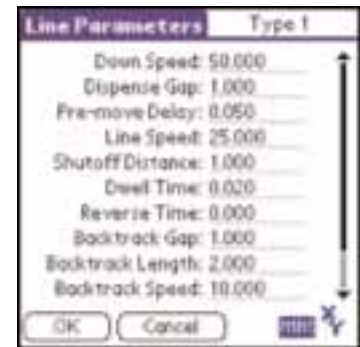 Line Parameters Type 1
Down Speed: 50.000
Dispense Gap: 1.000
Pre-move Delay: 0.050
Line Speed: 25.000
Shutoff Distance: 1.000
Dwell Time: 0.020
Reverse Time: 0.000
Backtrack Gap: 1.000
Backtrack Length: 2.000
Backtrack Speed: 10.000
OK Cancel X Y